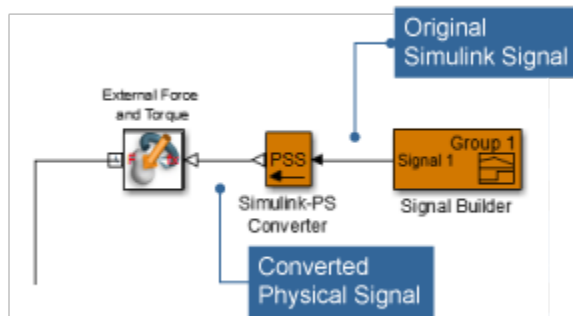 Original
Simulink Signal
External Force
and Torque
PSS
Group 1
Signal 1
Simulink-PS
Converter
Signal Builder
Converted
Physical Signal